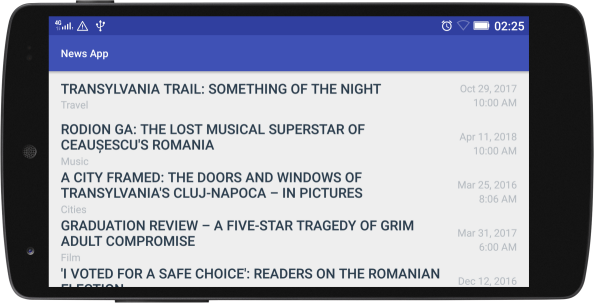 4G
02:25
News App
TRANSYLVANIA TRAIL: SOMETHING OF THE NIGHT
Oct 29, 2017
Travel
10:00 AM
RODION GA: THE LOST MUSICAL SUPERSTAR OF
CEAUȘESCU'S ROMANIA
Apr 11, 2018
10:00 AM
Music
A CITY FRAMED: THE DOORS AND WINDOWS OF
TRANSYLVANIA'S CLUJ-NAPOCA – IN PICTURES
Mar 25, 2016
8:06 AM
Cities
GRADUATION REVIEW – A FIVE-STAR TRAGEDY OF GRIM
ADULT COMPROMISE
Mar 31, 2017
6:00 AM
Film
'I VOTED FOR A SAFE CHOICE': READERS ON THE ROMANIAN
ELECTION
Dec 12, 2016